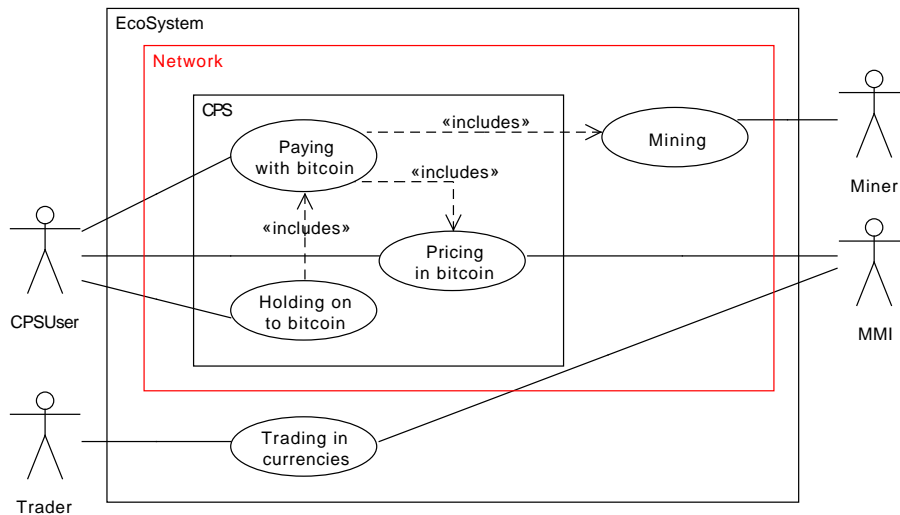 EcoSystem
Network
CPS
«includes»
Paying
with bitcoin
Mining
«includes»
Miner
«includes»
Pricing
in bitcoin
Holding on
to bitcoin
CPSUser
MMI
Trading in
currencies
Trader